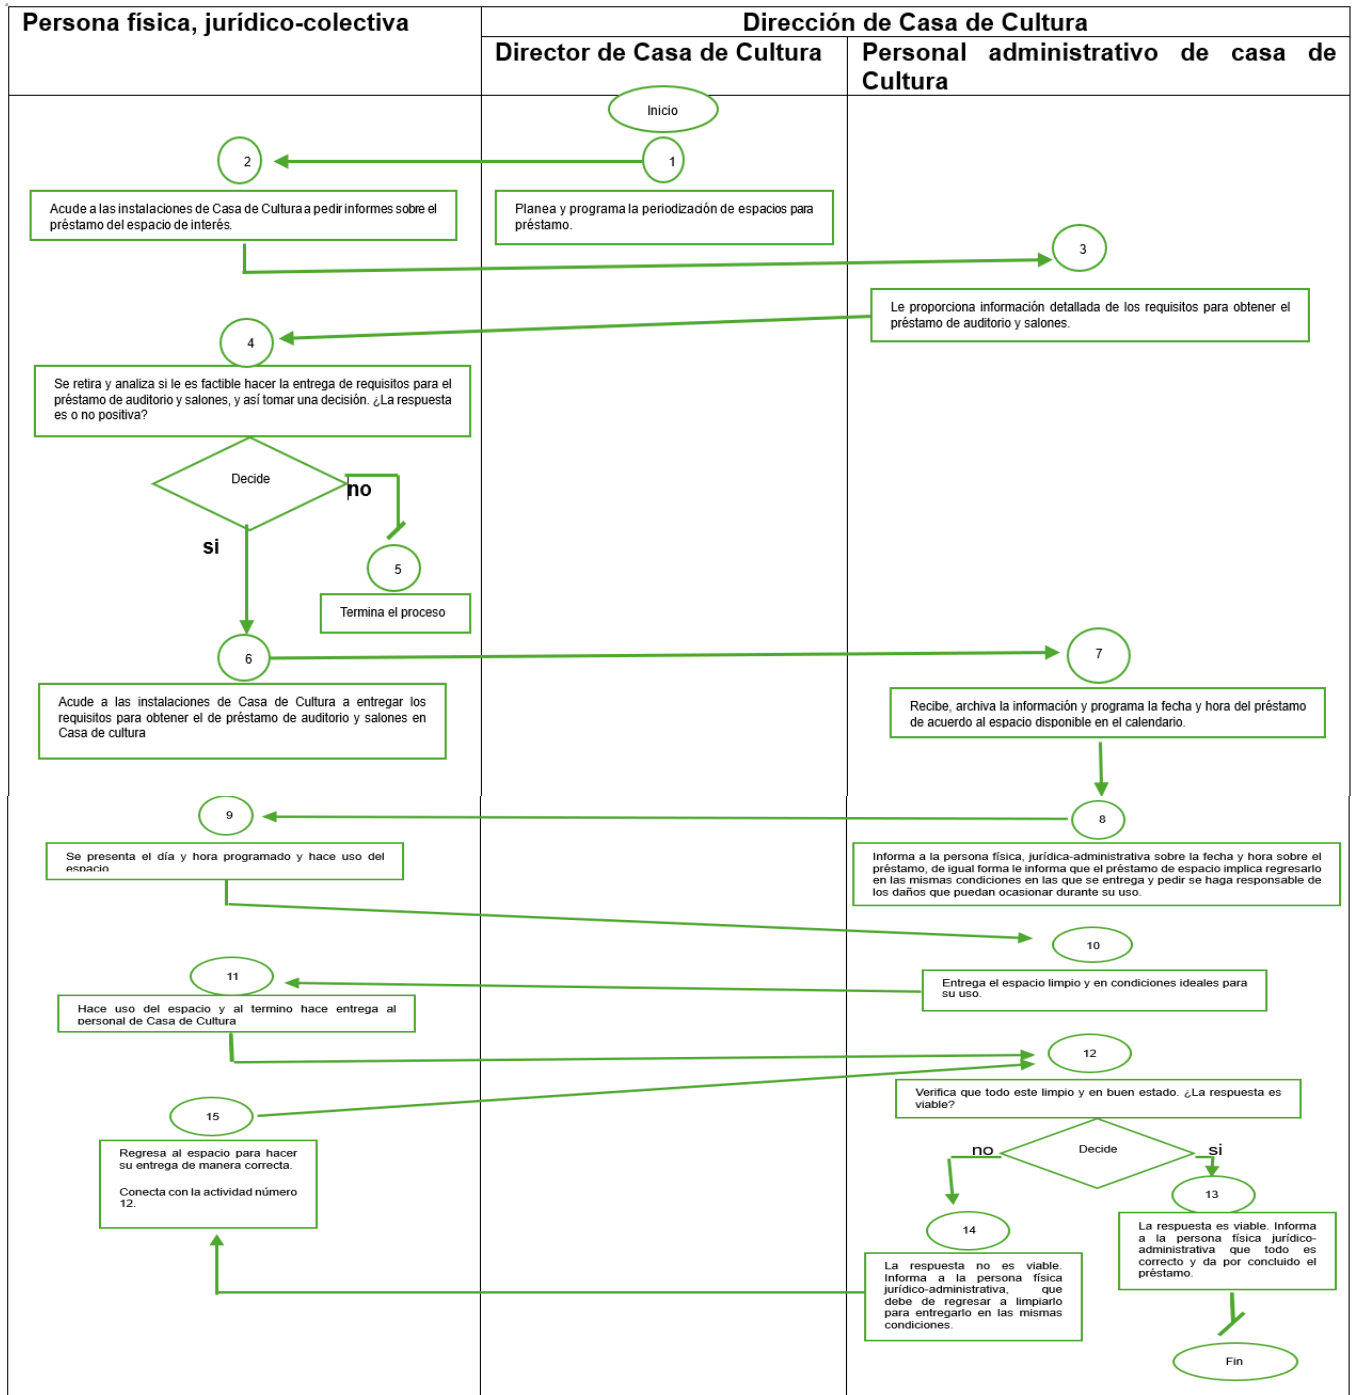 Persona física, jurídico-colectiva
Dirección de Casa de Cultura
Director de Casa de Cultura
Personal administrativo de casa de
Cultura
Inicio
1
Planea y programa la periodización de espacios para
préstamo.
2
Acude a las instalaciones de Casa de Cultura a pedir informes sobre el
préstamo del espacio de interés.
3
Le proporciona información detallada de los requisitos para obtener el
préstamo de auditorio y salones.
4
Se retira y analiza si le es factible hacer la entrega de requisitos para el
préstamo de auditorio y salones, y así tomar una decisión. ¿La respuesta
es o no positiva?
Decide
no
si
5
Termina el proceso
6
Acude a las instalaciones de Casa de Cultura a entregar los
requisitos para obtener el de préstamo de auditorio y salones en
Casa de cultura
7
Recibe, archiva la información y programa la fecha y hora del préstamo
de acuerdo al espacio disponible en el calendario.
8
Informa a la persona física, jurídica-administrativa sobre la fecha y hora sobre el
préstamo, de igual forma le informa que el préstamo de espacio implica regresarlo
en las mismas condiciones en las que se entrega y pedir se haga responsable de
los daños que puedan ocasionar durante su uso.
9
Se presenta el día y hora programado y hace uso del
espacio
10
Entrega el espacio limpio y en condiciones ideales para
su uso.
11
Hace uso del espacio y al termino hace entrega al
personal de Casa de Cultura
12
Verifica que todo este limpio y en buen estado. ¿La respuesta es
viable?
Decide
no
si
13
La respuesta es viable. Informa
a la persona física jurídico-
administrativa que todo es
correcto y da por concluido el
préstamo.
14
La respuesta no es viable.
Informa a la persona física
jurídico-administrativa, que
debe de regresar a limpiarlo
para entregarlo en las mismas
condiciones.
15
Regresa al espacio para hacer
su entrega de manera correcta.
Conecta con la actividad número
12.
Fin